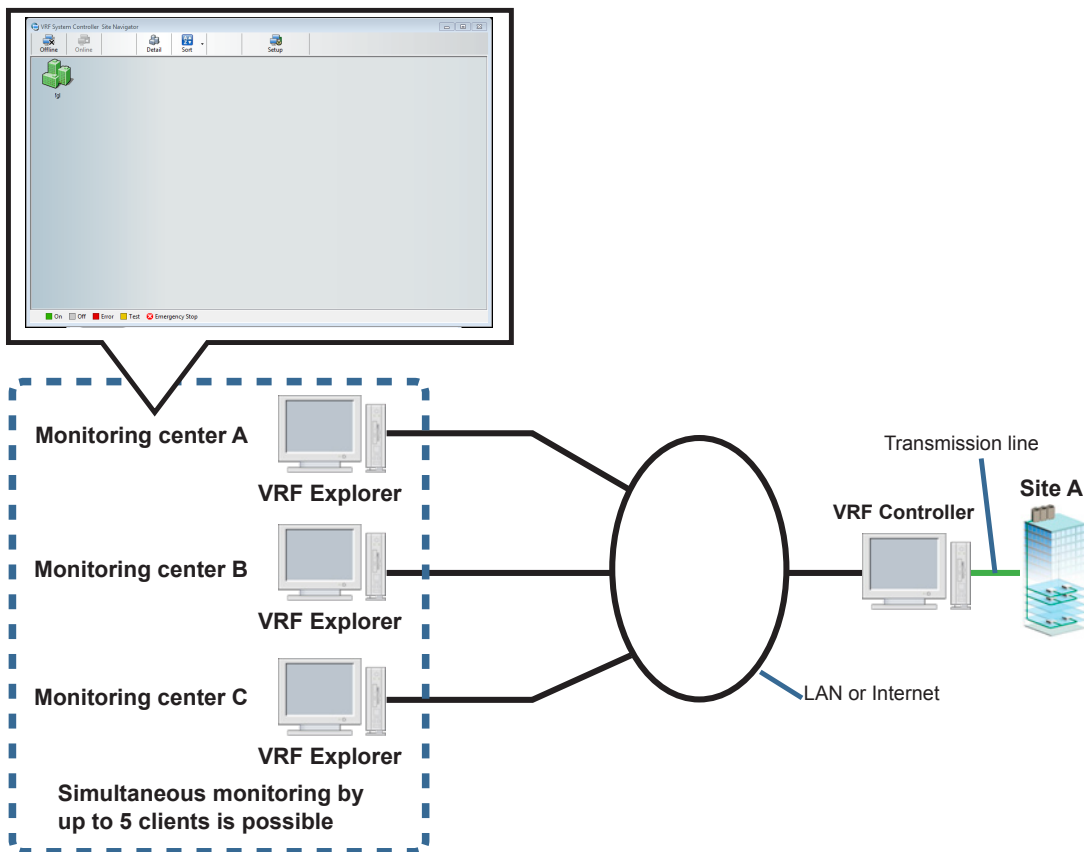 VRF System Controller Site Navigator
Offline
Online
Detail
Sort
Setup
On
Off
Error
Test
Emergency Stop
Monitoring center A
VRF Explorer
Monitoring center B
VRF Explorer
Monitoring center C
VRF Explorer
Simultaneous monitoring by
up to 5 clients is possible
Transmission line
Site A
VRF Controller
LAN or Internet